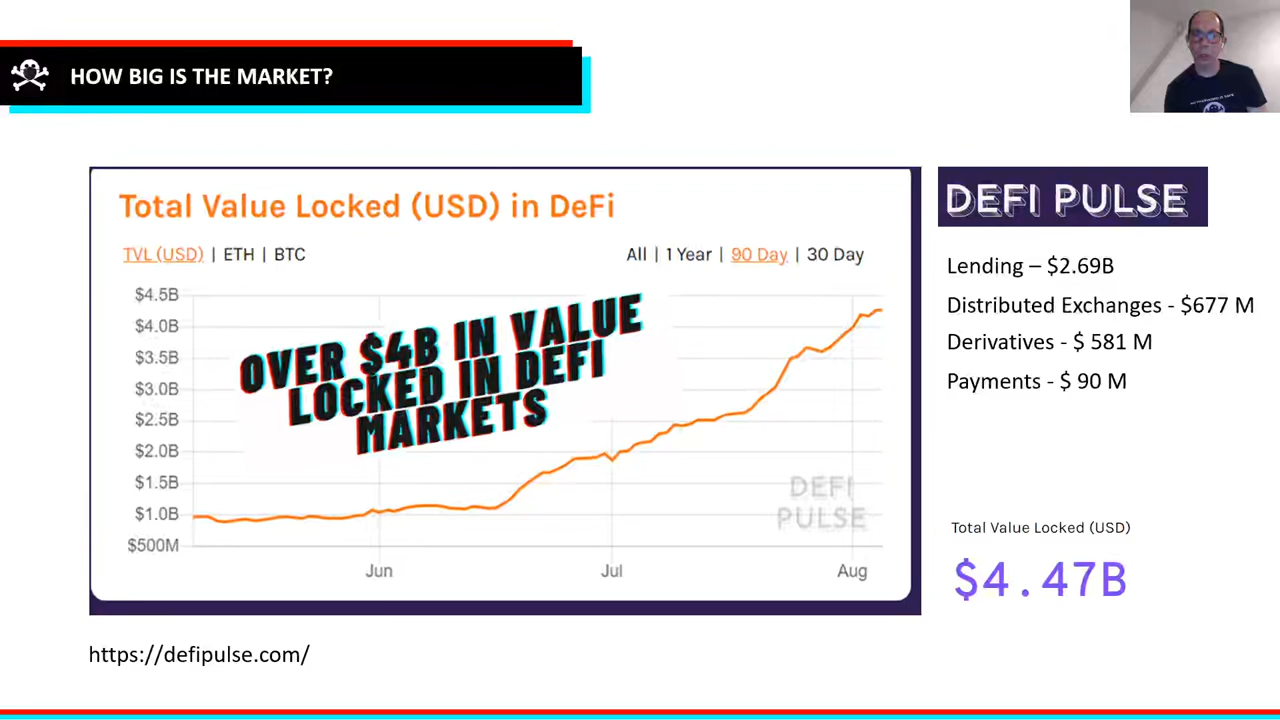 HOW BIG IS THE MARKET?
Total Value Locked (USD) in DeFi
TVL (USD) | ETH | BTC
All | 1 Year | 90 Day | 30 Day
$4.5B
$4.0B
$3.5B
$3.0B
$2.5B
$2.0B
$1.5B
$1.0B
$500M
Jun
Jul
Aug
OVER $4B IN VALUE
LOCKED IN DEFI
MARKETS
DEFI
PULSE
DEFI PULSE
Lending – $2.69B
Distributed Exchanges - $677 M
Derivatives - $ 581 M
Payments - $ 90 M
Total Value Locked (USD)
$4.47B
https://defipulse.com/